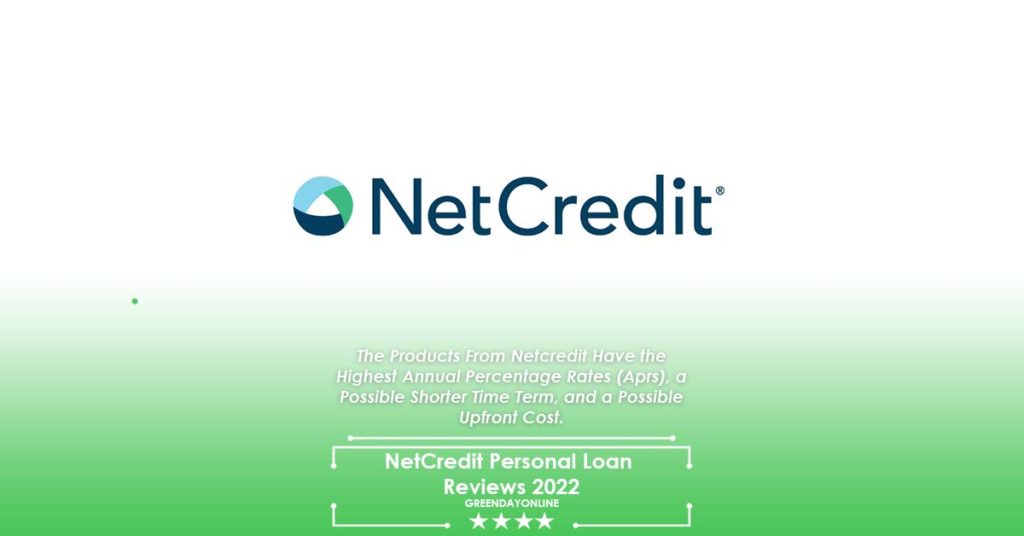 NetCredit®
The Products From Netcredit Have the
Highest Annual Percentage Rates (Aprs), a
Possible Shorter Time Term, and a Possible
Upfront Cost.
NetCredit Personal Loan
Reviews 2022
GREENDAYONLINE